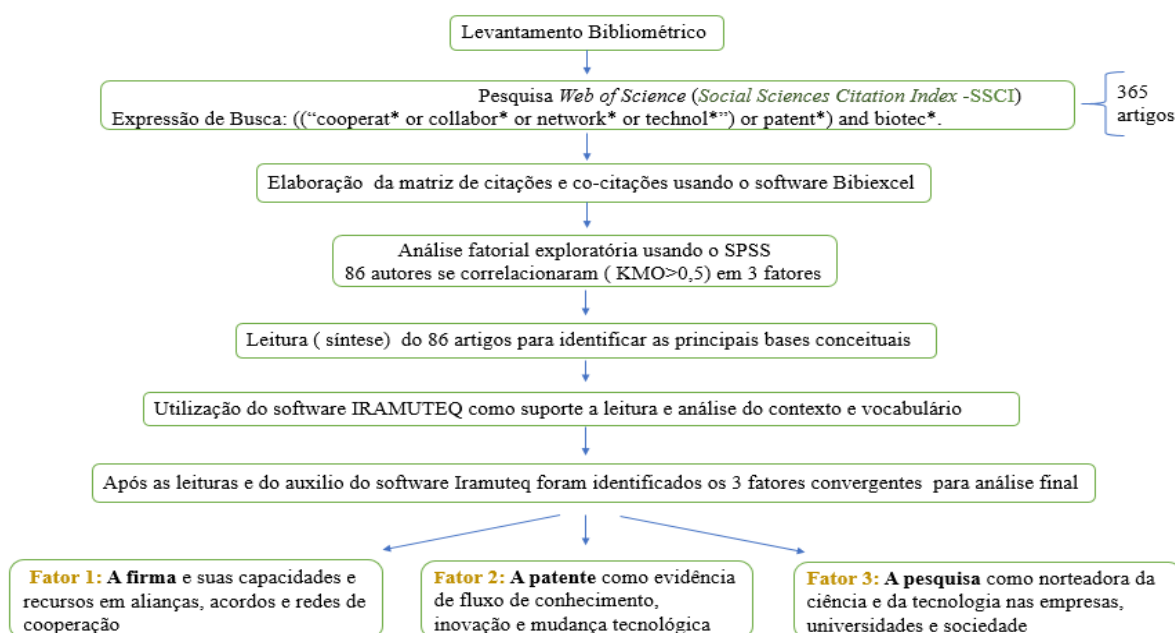 Levantamento Bibliométrico
Pesquisa Web of Science (Social Sciences Citation Index -SSCI)
Expressão de Busca: ((“cooperat* or collabor* or network* or technol*”) or patent*) and biotec*.
365
artigos
Elaboração da matriz de citações e co-citações usando o software Bibiexcel
Análise fatorial exploratória usando o SPSS
86 autores se correlacionaram ( KMO>0,5) em 3 fatores
Leitura ( síntese) do 86 artigos para identificar as principais bases conceituais
Utilização do software IRAMUTEQ como suporte a leitura e análise do contexto e vocabulário
Após as leituras e do auxilio do software Iramuteq foram identificados os 3 fatores convergentes para análise final
Fator 1: A firma e suas capacidades e
recursos em alianças, acordos e redes de
cooperação
Fator 2: A patente como evidência
de fluxo de conhecimento,
inovação e mudança tecnológica
Fator 3: A pesquisa como norteadora da
ciência e da tecnologia nas empresas,
universidades e sociedade